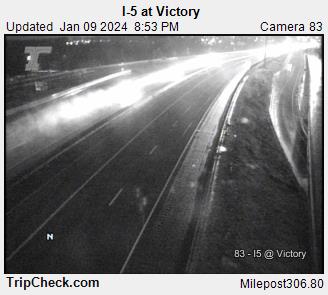 I-5 at Victory
Updated Jan 09 2024 8:53 PM Camera 83
T
N
83 - I5 @ Victory
TripCheck.com Milepost306.80